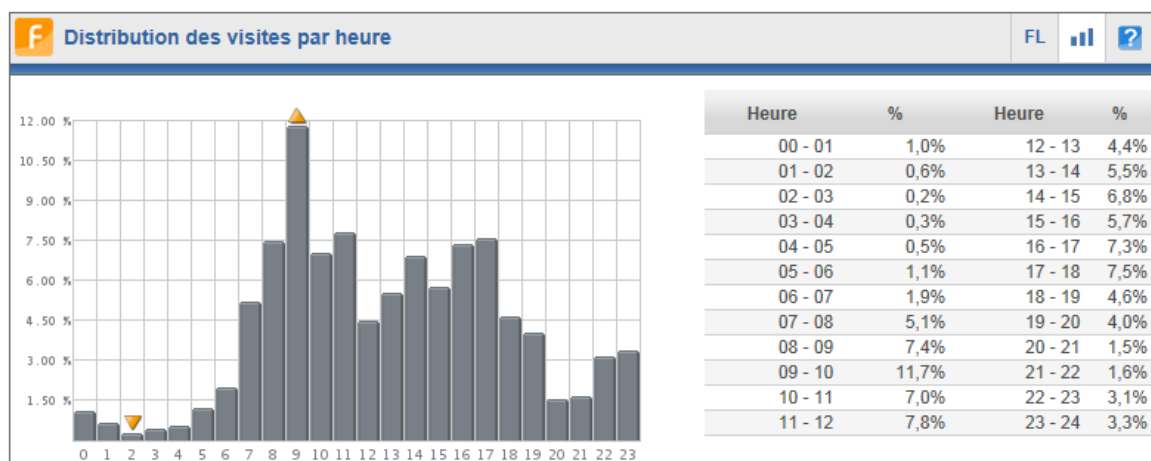 F Distribution des visites par heure FL ?
12.00 %
10.50 %
9.00 %
7.50 %
6.00 %
4.50 %
3.00 %
1.50 %
0 1 2 3 4 5 6 7 8 9 10 11 12 13 14 15 16 17 18 19 20 21 22 23
Heure % Heure %
00 - 01 1,0% 12 - 13 4,4%
01 - 02 0,6% 13 - 14 5,5%
02 - 03 0,2% 14 - 15 6,8%
03 - 04 0,3% 15 - 16 5,7%
04 - 05 0,5% 16 - 17 7,3%
05 - 06 1,1% 17 - 18 7,5%
06 - 07 1,9% 18 - 19 4,6%
07 - 08 5,1% 19 - 20 4,0%
08 - 09 7,4% 20 - 21 1,5%
09 - 10 11,7% 21 - 22 1,6%
10 - 11 7,0% 22 - 23 3,1%
11 - 12 7,8% 23 - 24 3,3%